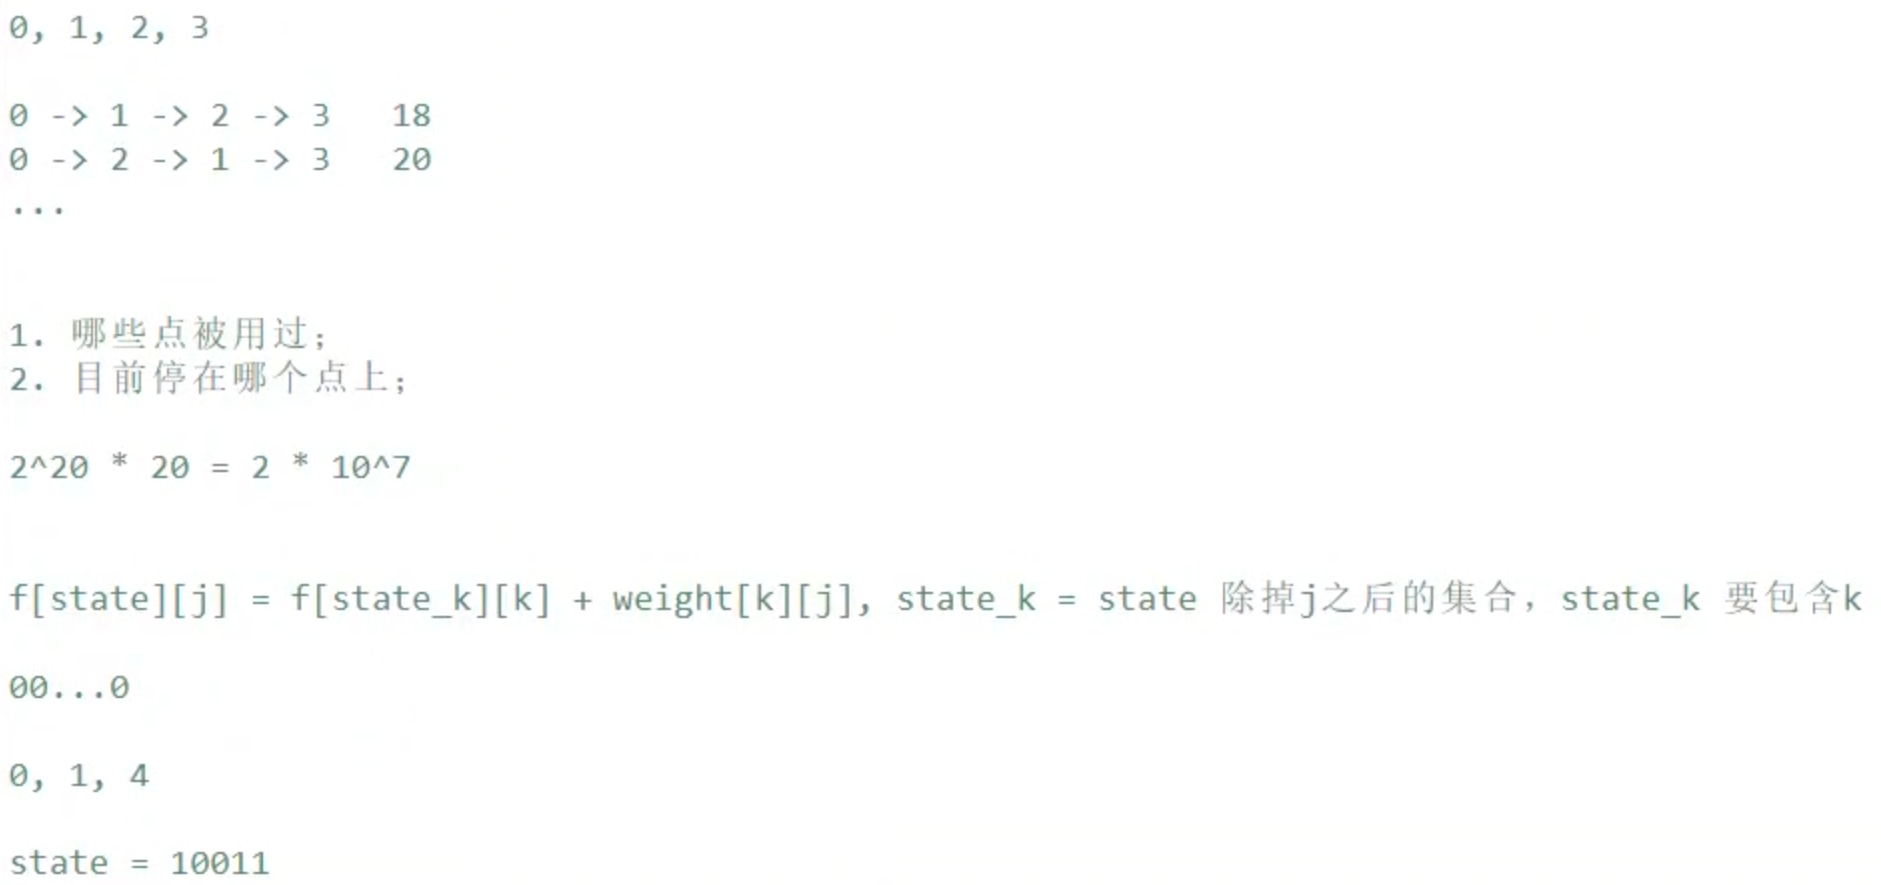 0, 1, 2, 3
0 -> 1 -> 2 -> 3   18
0 -> 2 -> 1 -> 3   20
...
1. 哪些点被用过；
2. 目前停在哪个点上；
2^20 * 20 = 2 * 10^7
f[state][j] = f[state_k][k] + weight[k][j], state_k = state 除掉j之后的集合，state_k 要包含k
00...0
0, 1, 4
state = 10011